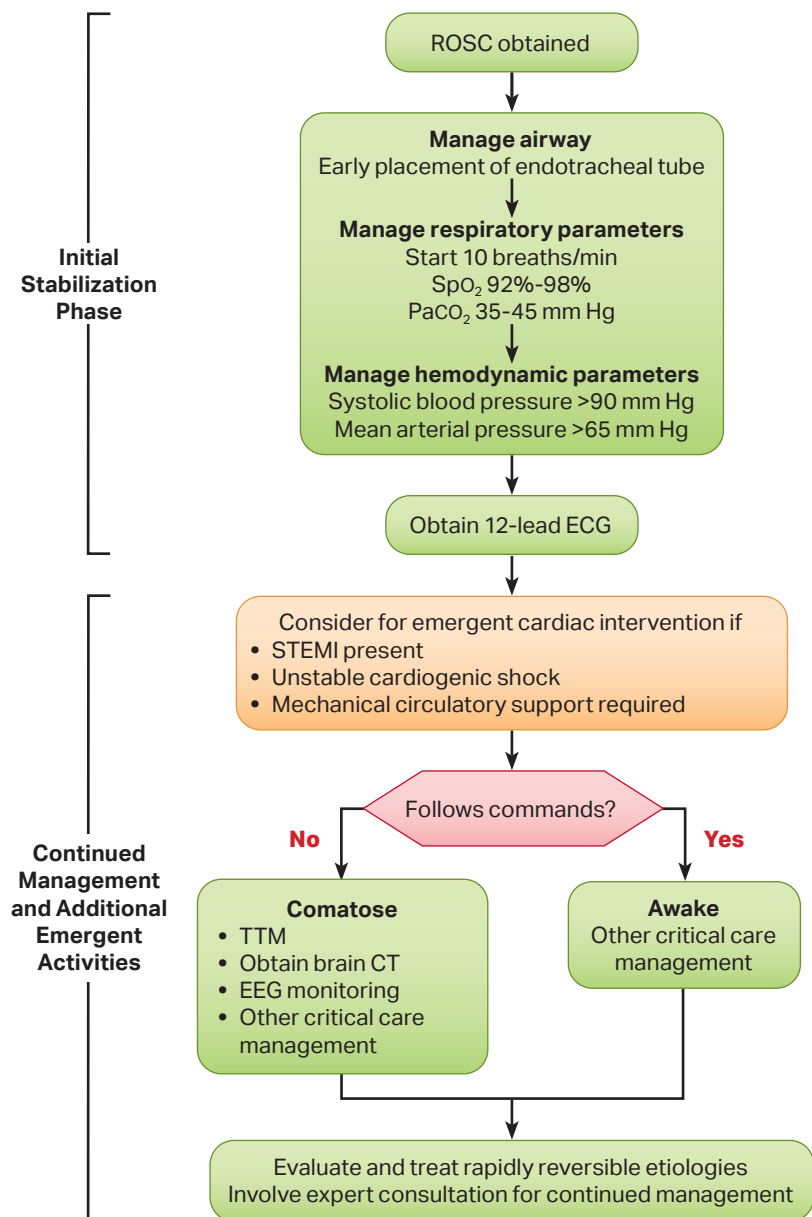 ROSC obtained
Manage airway
Early placement of endotracheal tube
Manage respiratory parameters
Start 10 breaths/min
SpO₂ 92%-98%
PaCO₂ 35-45 mm Hg
Manage hemodynamic parameters
Systolic blood pressure >90 mm Hg
Mean arterial pressure >65 mm Hg
Initial
Stabilization
Phase
Obtain 12-lead ECG
Consider for emergent cardiac intervention if
• STEMI present
• Unstable cardiogenic shock
• Mechanical circulatory support required
Follows commands?
No
Yes
Continued
Management
and Additional
Emergent
Activities
Comatose
• TTM
• Obtain brain CT
• EEG monitoring
• Other critical care
management
Awake
Other critical care
management
Evaluate and treat rapidly reversible etiologies
Involve expert consultation for continued management